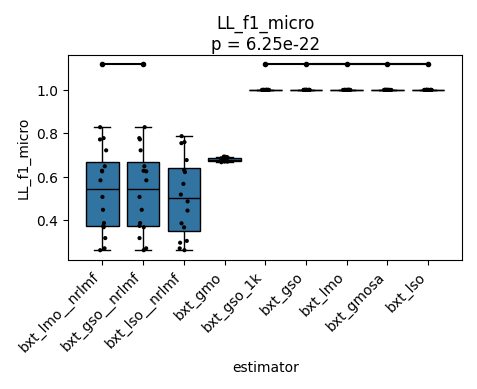 LL_f1_micro
p = 6.25e-22
LL_f1_micro
1.0
0.8
0.6
0.4
bxt_lmo__nrlmf
bxt_gso__nrlmf
bxt_lso__nrlmf
bxt_gmo
bxt_gso_1k
bxt_gso
bxt_lmo
bxt_gmosa
bxt_lso
estimator